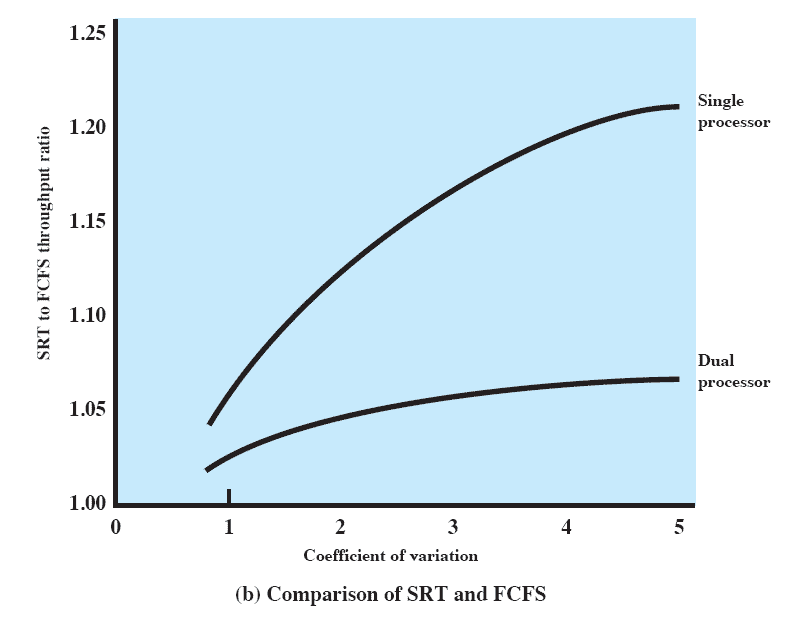 1.25
1.20
1.15
1.10
1.05
1.00
SRT to FCFS throughput ratio
Single
processor
Dual
processor
0 1 2 3 4 5
Coefficient of variation
(b) Comparison of SRT and FCFS